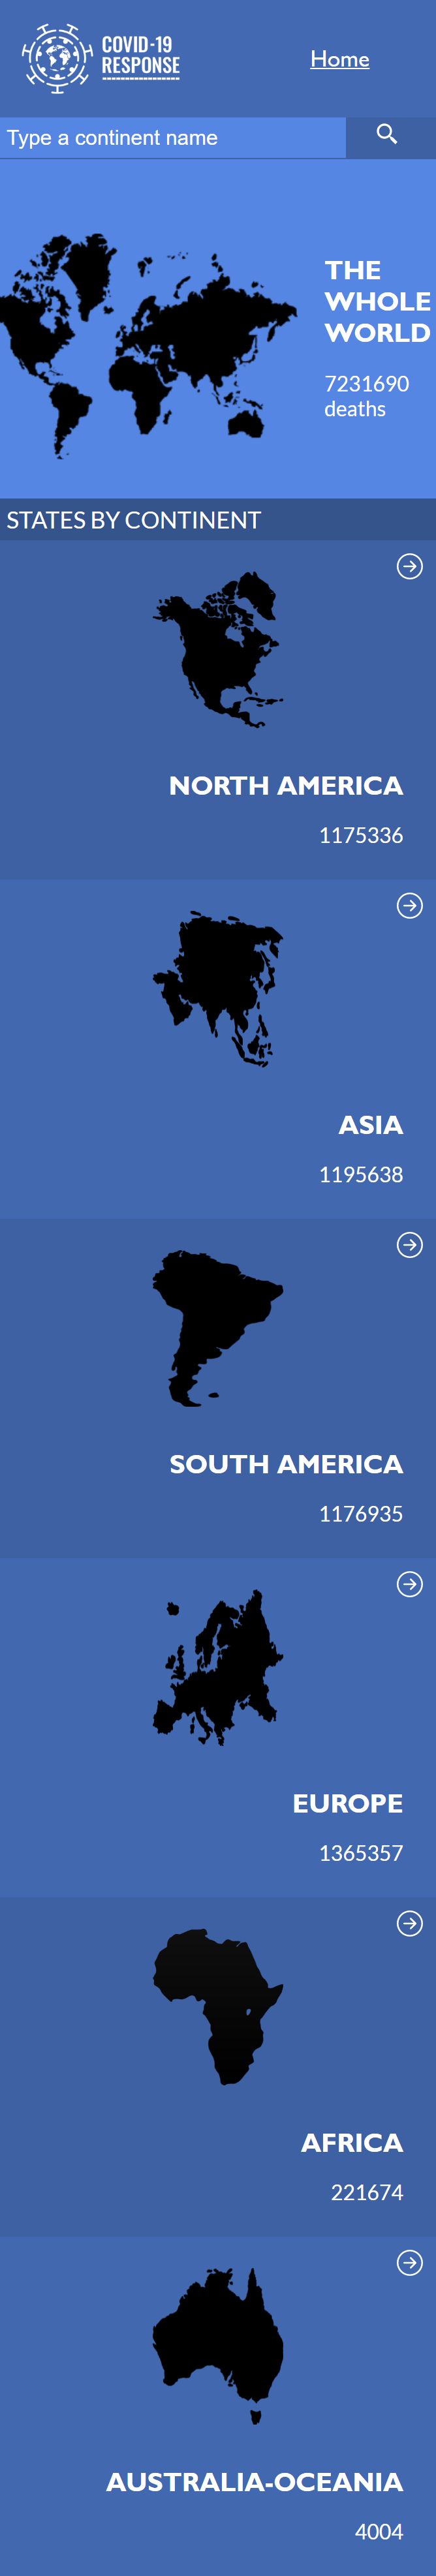 COVID-19
RESPONSE
Home
Type a continent name
THE
WHOLE
WORLD
7231690
deaths
STATES BY CONTINENT
NORTH AMERICA
1175336
ASIA
1195638
SOUTH AMERICA
1176935
EUROPE
1365357
AFRICA
221674
AUSTRALIA-OCEANIA
4004